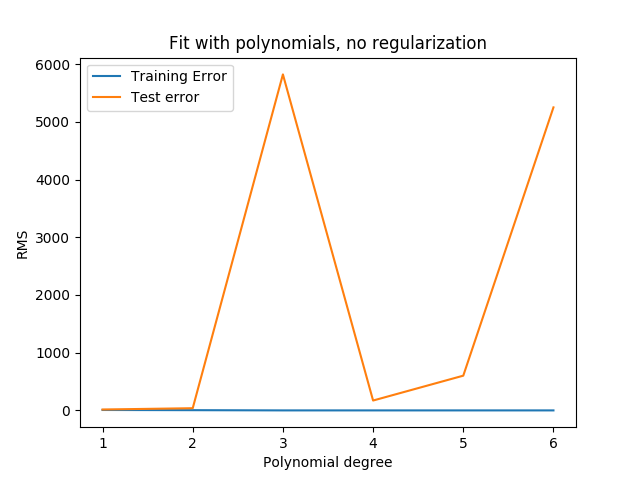 Fit with polynomials, no regularization
Training Error
Test error
6000
5000
4000
3000
2000
1000
0
RMS
1 2 3 4 5 6
Polynomial degree